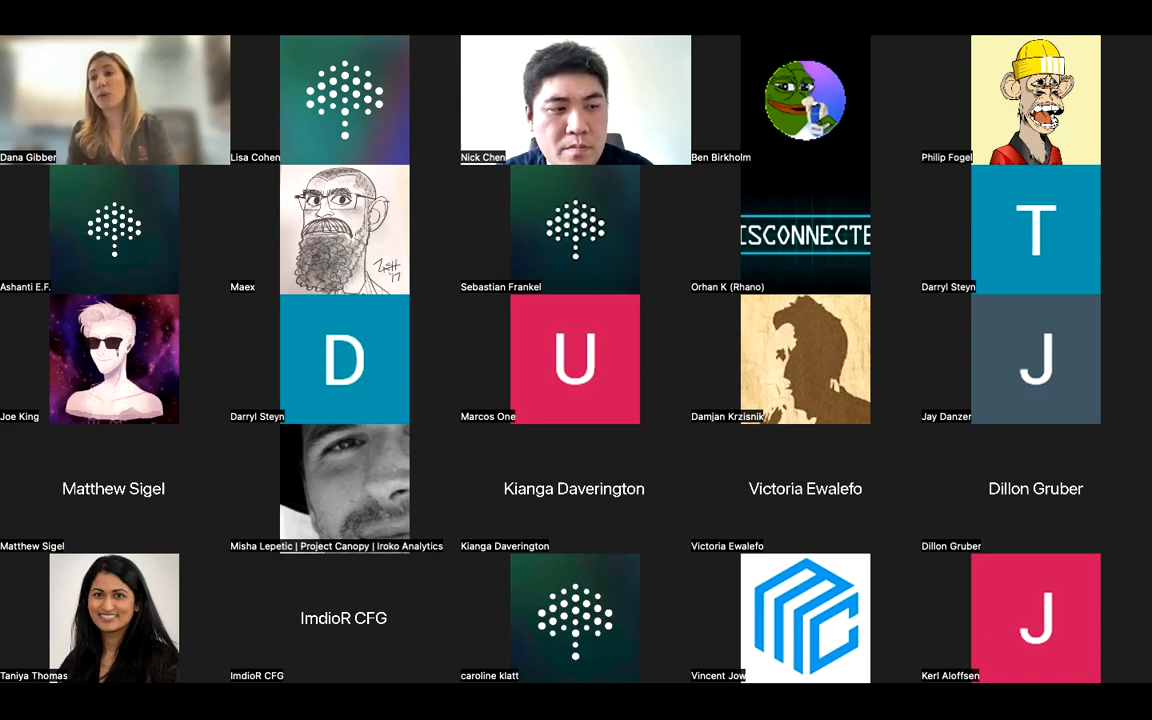 Dana Gibber
Lisa Cohen
Nick Chen
Ben Birkholm
Philip Fogel
Ashanti E.F.
Maex
ZASH
'17
Sebastian Frankel
ISCONNECTE
Orhan K (Rhano)
T
Darryl Steyn
Joe King
D
Darryl Steyn
U
Marcos One
Damjan Krzisnik
J
Jay Danzer
Matthew Sigel
Matthew Sigel
Misha Lepetic | Project Canopy | Iroko Analytics
Kianga Daverington
Kianga Daverington
Victoria Ewalefo
Victoria Ewalefo
Dillon Gruber
Dillon Gruber
Taniya Thomas
ImdioR CFG
ImdioR CFG
caroline klatt
Vincent Jow
J
Kerl Aloffsen